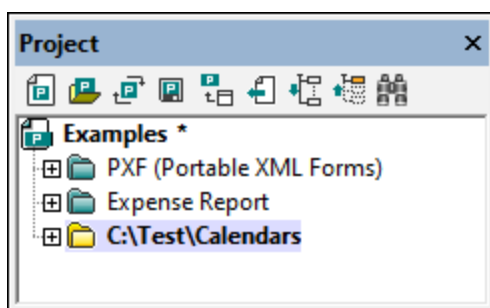 Project
Examples *
PXF (Portable XML Forms)
Expense Report
C:\Test\Calendars